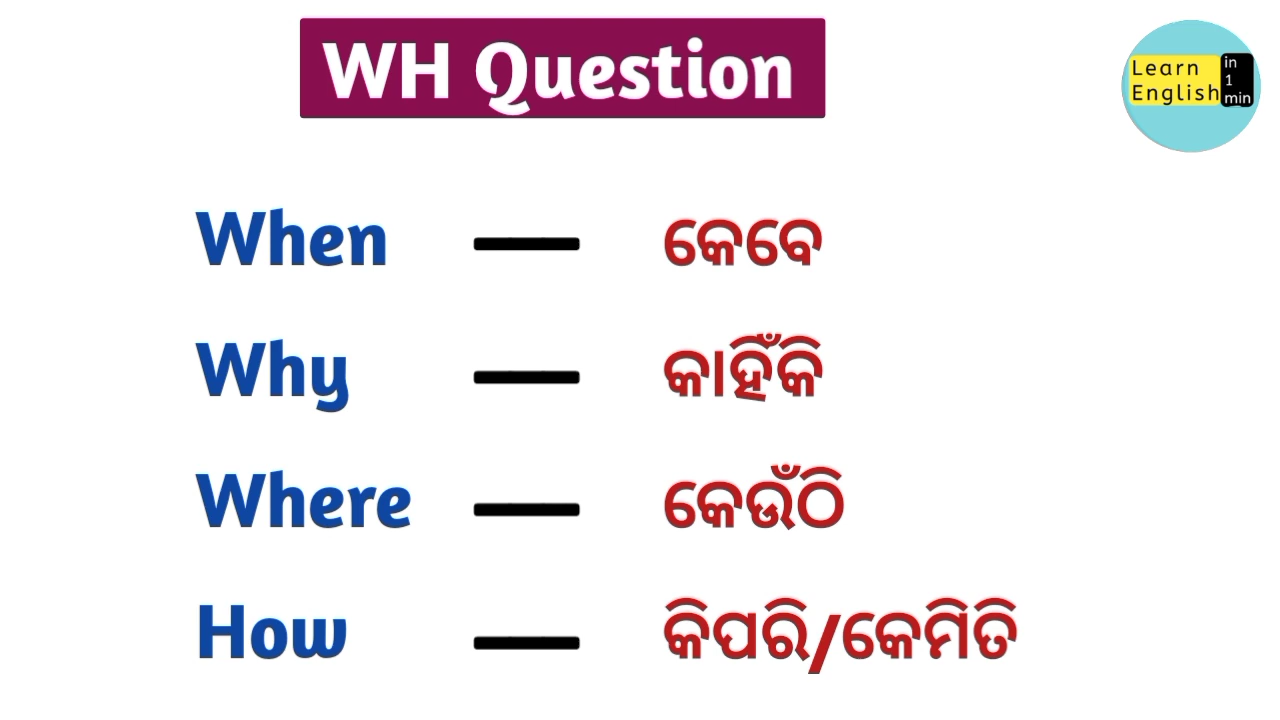 WH Question
Learn
English
in
1
min
When — କେବେ
Why — କାହିଁକି
Where — କେଉଁଠି
How — କିପରି/କେମିତି